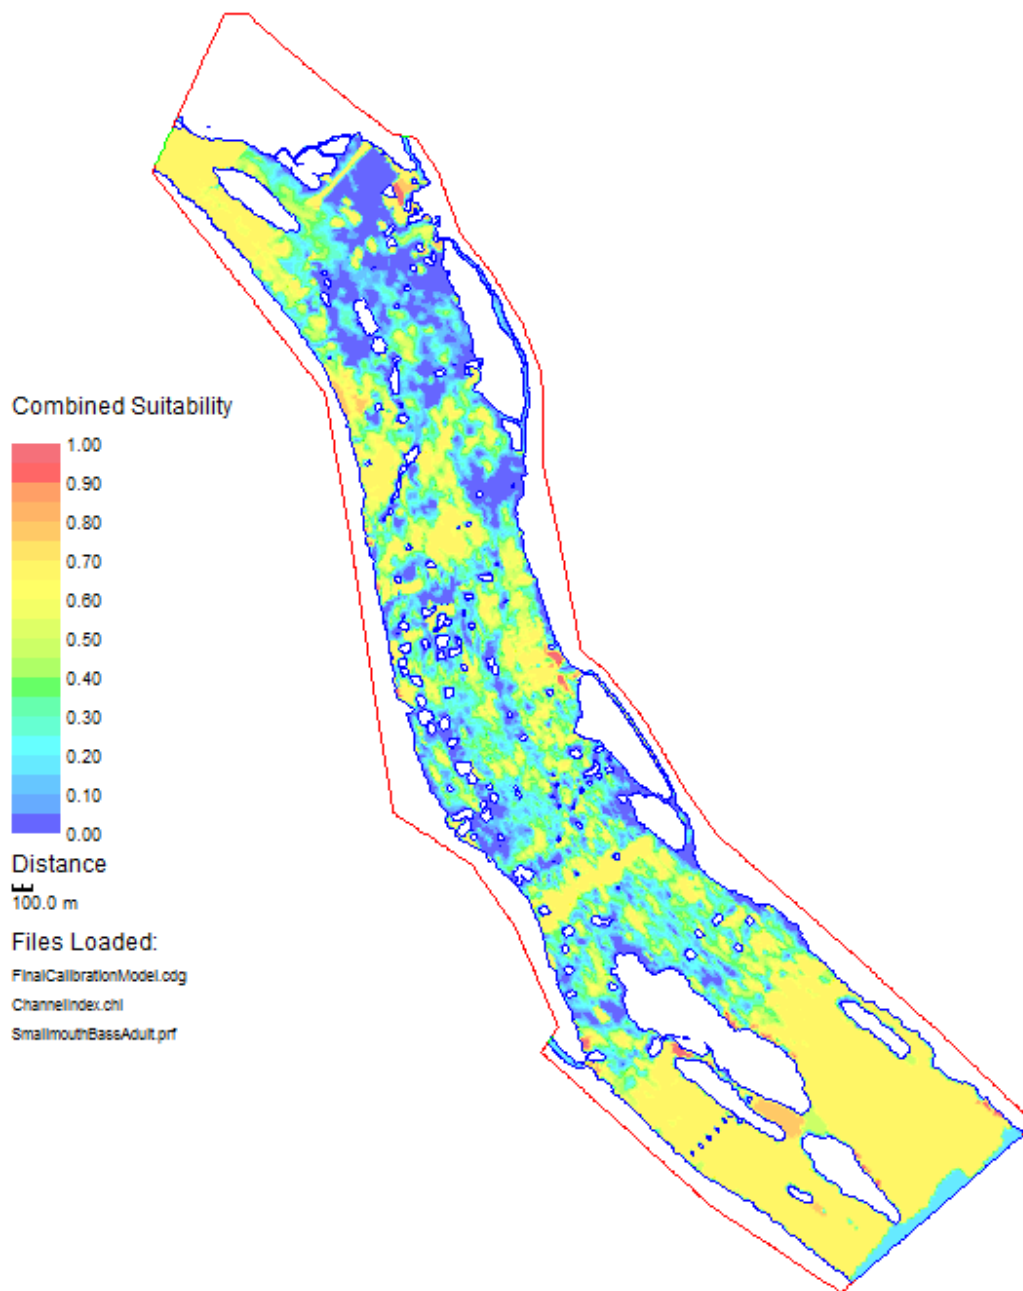 Combined Suitability
1.00
0.90
0.80
0.70
0.60
0.50
0.40
0.30
0.20
0.10
0.00
Distance
100.0 m
Files Loaded:
FinalCalibrationModel.cdg
ChannelIndex.chi
SmallmouthBassAdult.prf